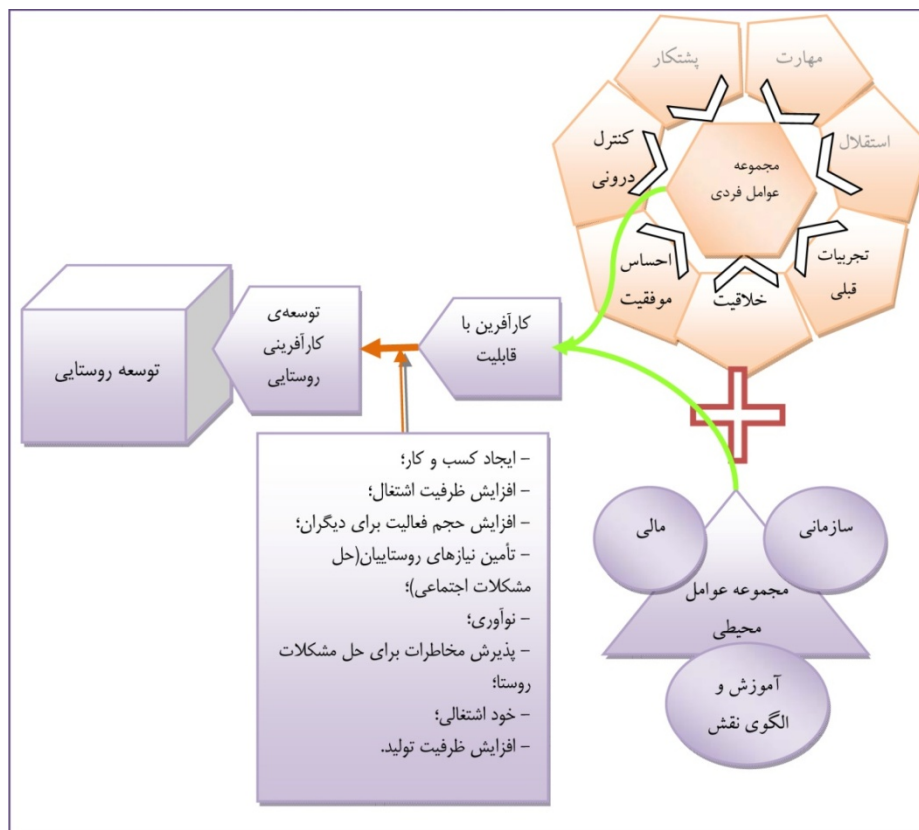 مهارت
پشتکار
استقلال
کنترل
درونی
مجموعه
عوامل فردی
تجربیات
قبلی
خلاقیت
احساس
موفقیت
کارآفرین با
قابلیت
توسعه‌ی
کارآفرینی
روستایی
توسعه روستایی
– ایجاد کسب و کار؛
– افزایش ظرفیت اشتغال؛
– افزایش حجم فعالیت برای دیگران؛
– تأمین نیازهای روستاییان(حل
مشکلات اجتماعی)؛
– نوآوری؛
– پذیرش مخاطرات برای حل مشکلات
روستا؛
– خود اشتغالی؛
– افزایش ظرفیت تولید.
سازمانی
مالی
مجموعه عوامل
محیطی
آموزش و
الگوی نقش